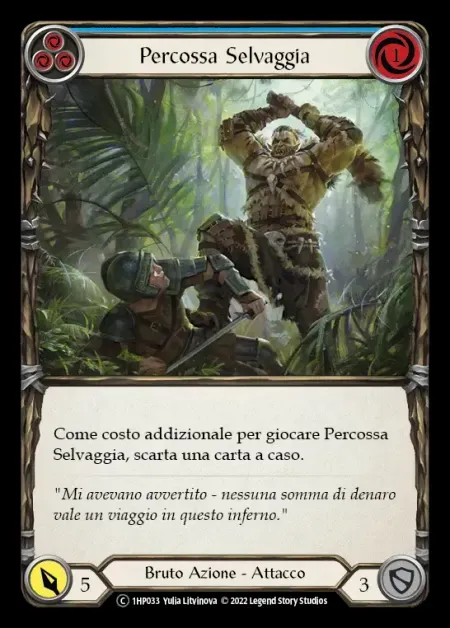 Percossa Selvaggia
1
Come costo addizionale per giocare Percossa
Selvaggia, scarta una carta a caso.
"Mi avevano avvertito - nessuna somma di denaro
vale un viaggio in questo inferno."
5
Bruto Azione - Attacco
3
C 1HP033 Yulia Litvinova © 2022 Legend Story Studios